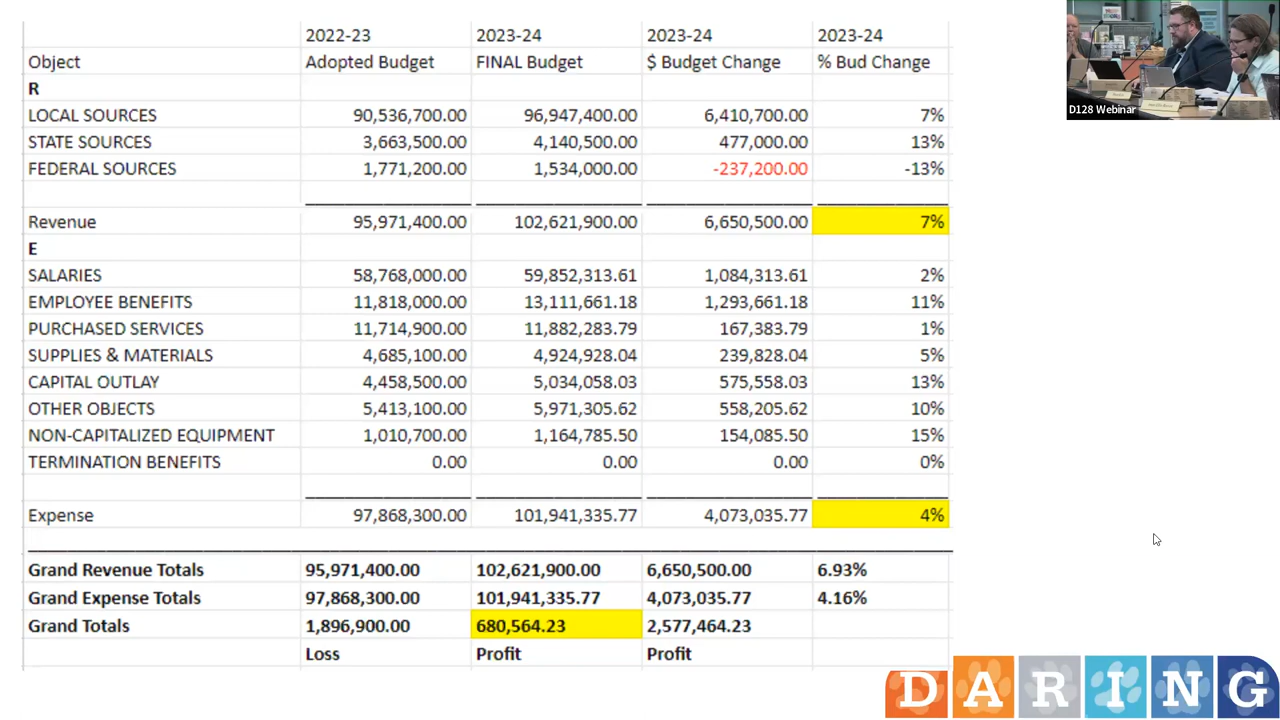 2022-23 2023-24 2023-24 2023-24
Object Adopted Budget FINAL Budget $ Budget Change % Bud Change
R
LOCAL SOURCES 90,536,700.00 96,947,400.00 6,410,700.00 7%
STATE SOURCES 3,663,500.00 4,140,500.00 477,000.00 13%
FEDERAL SOURCES 1,771,200.00 1,534,000.00 -237,200.00 -13%
Revenue 95,971,400.00 102,621,900.00 6,650,500.00 7%
E
SALARIES 58,768,000.00 59,852,313.61 1,084,313.61 2%
EMPLOYEE BENEFITS 11,818,000.00 13,111,661.18 1,293,661.18 11%
PURCHASED SERVICES 11,714,900.00 11,882,283.79 167,383.79 1%
SUPPLIES & MATERIALS 4,685,100.00 4,924,928.04 239,828.04 5%
CAPITAL OUTLAY 4,458,500.00 5,034,058.03 575,558.03 13%
OTHER OBJECTS 5,413,100.00 5,971,305.62 558,205.62 10%
NON-CAPITALIZED EQUIPMENT 1,010,700.00 1,164,785.50 154,085.50 15%
TERMINATION BENEFITS 0.00 0.00 0.00 0%
Expense 97,868,300.00 101,941,335.77 4,073,035.77 4%
Grand Revenue Totals 95,971,400.00 102,621,900.00 6,650,500.00 6.93%
Grand Expense Totals 97,868,300.00 101,941,335.77 4,073,035.77 4.16%
Grand Totals 1,896,900.00 680,564.23 2,577,464.23
Loss Profit Profit
D128 Webinar
DARING